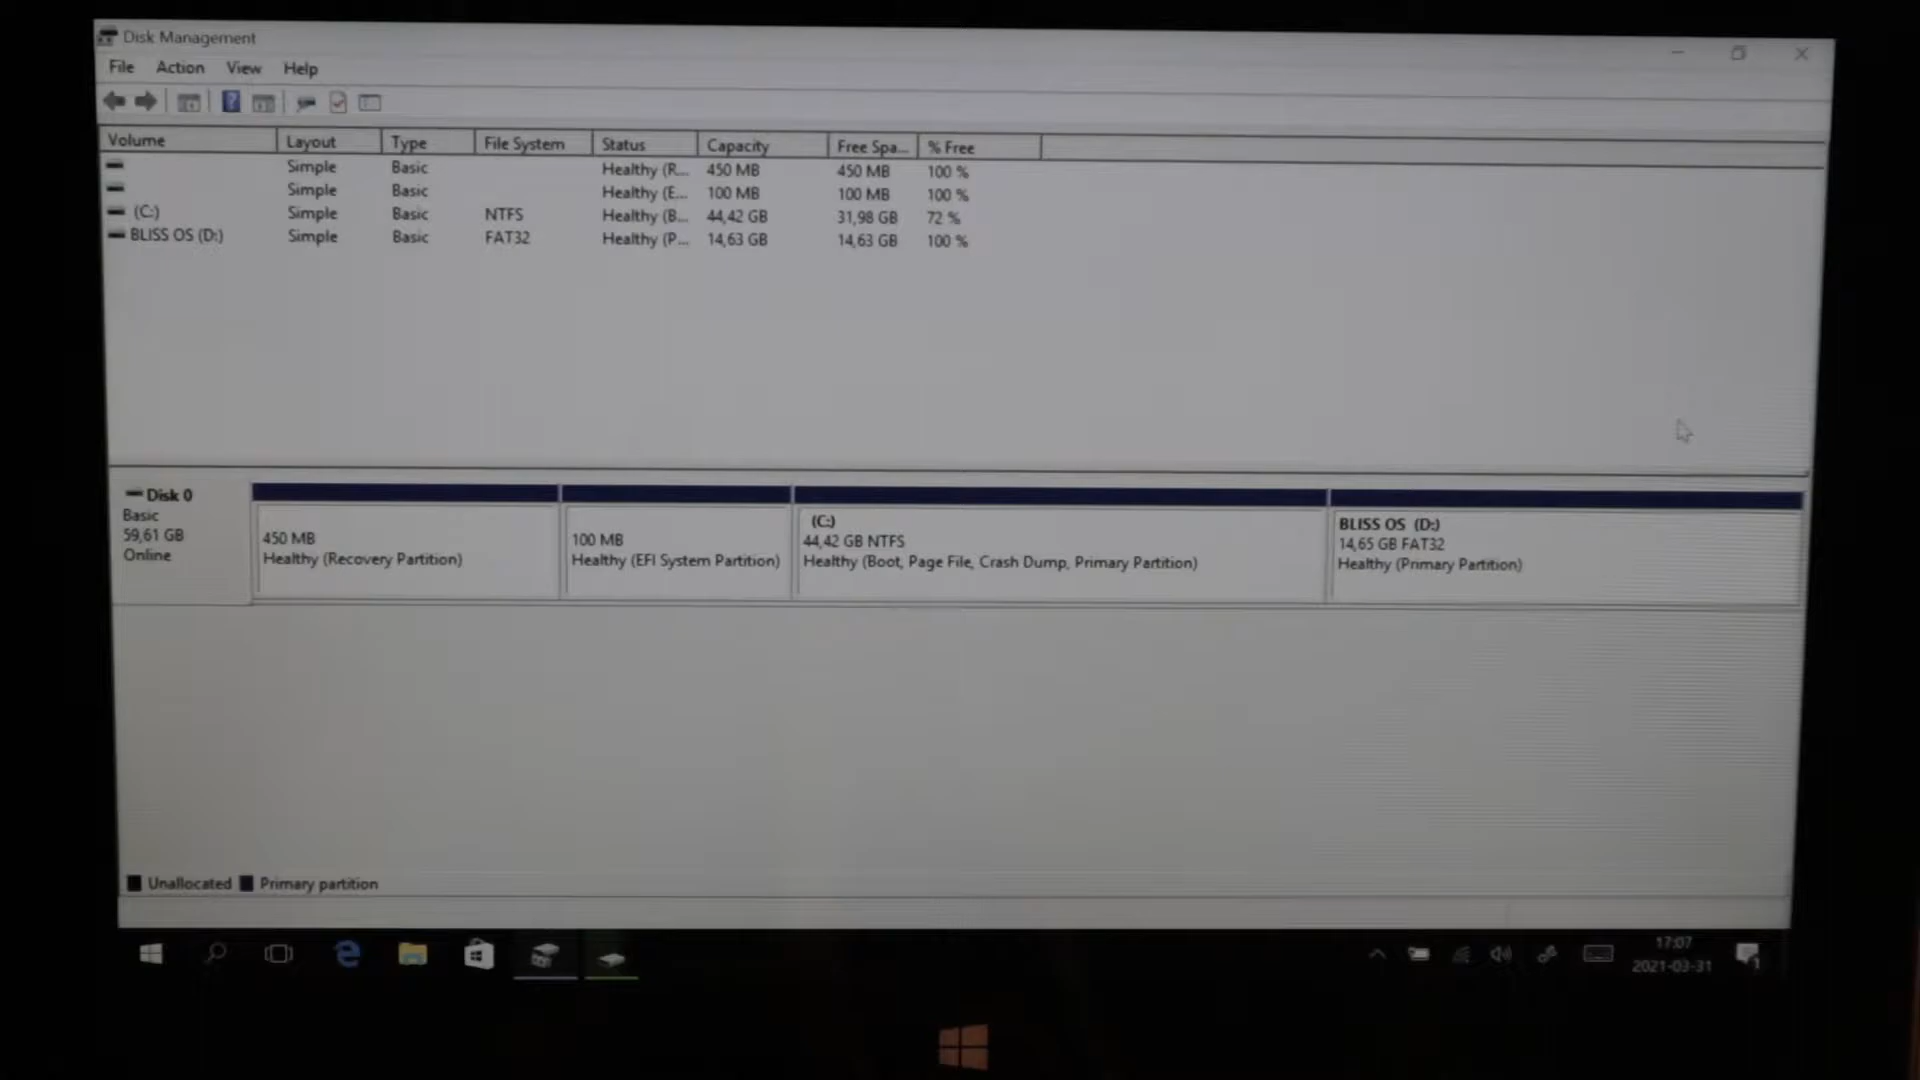 Disk Management
File Action View Help
Volume Layout Type File System Status Capacity Free Spa... % Free
Simple Basic Healthy (R... 450 MB 450 MB 100 %
Simple Basic Healthy (E... 100 MB 100 MB 100 %
(C:) Simple Basic NTFS Healthy (B... 44,42 GB 31,98 GB 72 %
BLISS OS (D:) Simple Basic FAT32 Healthy (P... 14,63 GB 14,63 GB 100 %
Disk 0
Basic
59,61 GB
Online
450 MB
Healthy (Recovery Partition)
100 MB
Healthy (EFI System Partition)
(C:)
44,42 GB NTFS
Healthy (Boot, Page File, Crash Dump, Primary Partition)
BLISS OS (D:)
14,65 GB FAT32
Healthy (Primary Partition)
Unallocated Primary partition
17:07
2021-03-31
1